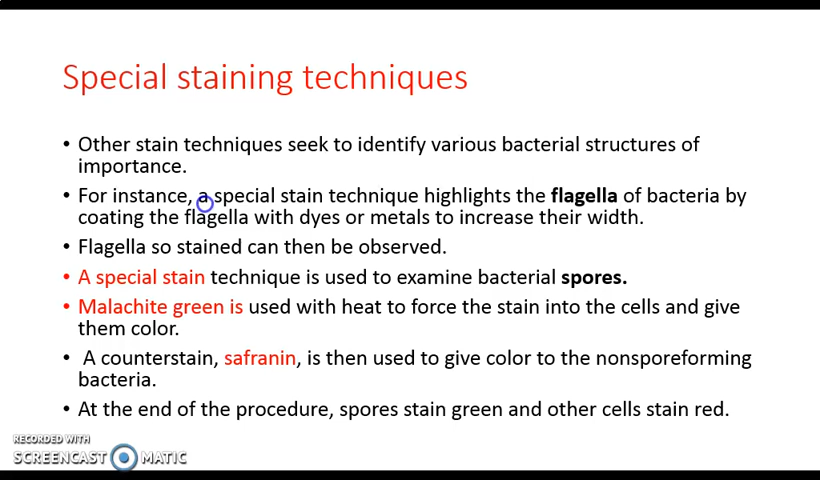 Special staining techniques
• Other stain techniques seek to identify various bacterial structures of
importance.
• For instance, a special stain technique highlights the flagella of bacteria by
coating the flagella with dyes or metals to increase their width.
• Flagella so stained can then be observed.
• A special stain technique is used to examine bacterial spores.
• Malachite green is used with heat to force the stain into the cells and give
them color.
• A counterstain, safranin, is then used to give color to the nonsporeforming
bacteria.
• At the end of the procedure, spores stain green and other cells stain red.
RECORDED WITH
SCREENCAST MATIC